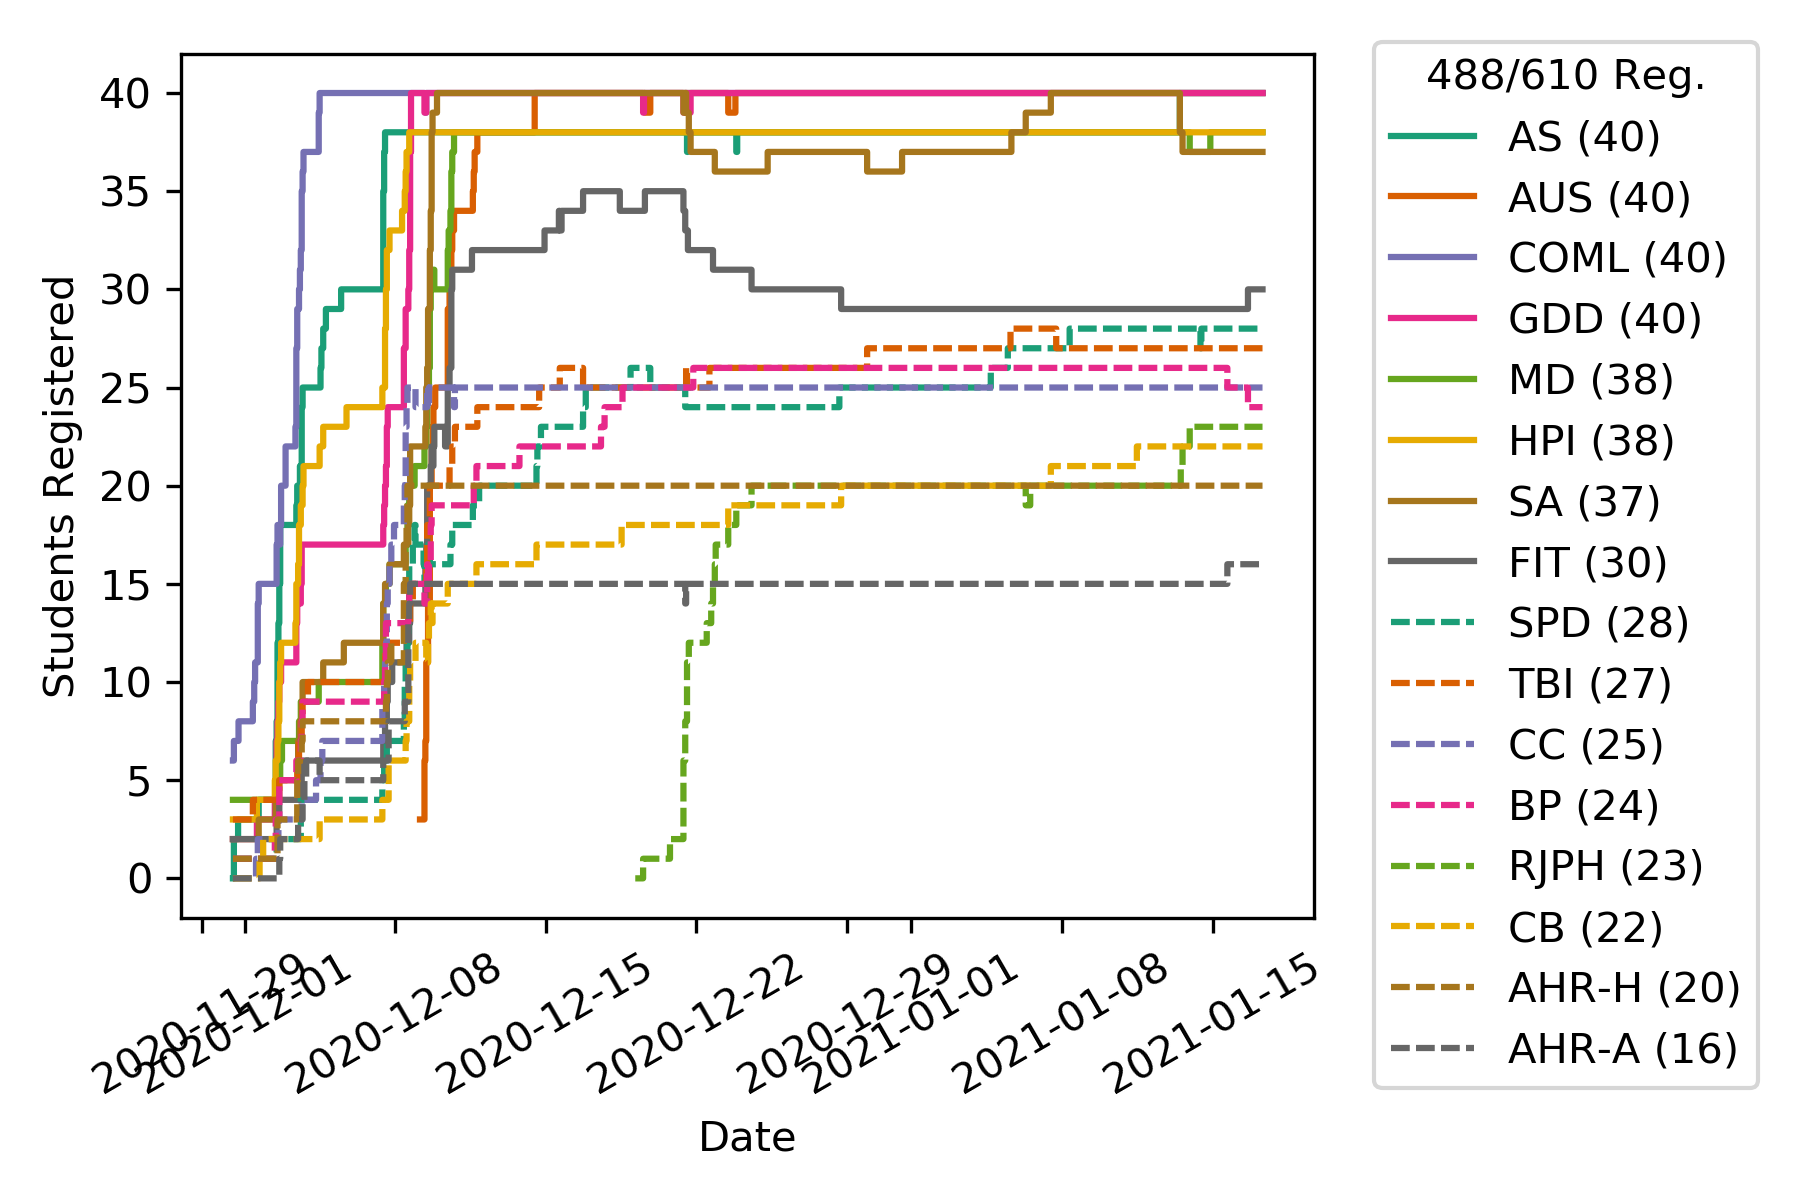 40
35
30
25
20
15
10
5
0
Students Registered
2020-11-29
2020-12-01
2020-12-08
2020-12-15
2020-12-22
2020-12-29
2021-01-01
2021-01-08
2021-01-15
Date
488/610 Reg.
AS (40)
AUS (40)
COML (40)
GDD (40)
MD (38)
HPI (38)
SA (37)
FIT (30)
SPD (28)
TBI (27)
CC (25)
BP (24)
RJPH (23)
CB (22)
AHR-H (20)
AHR-A (16)